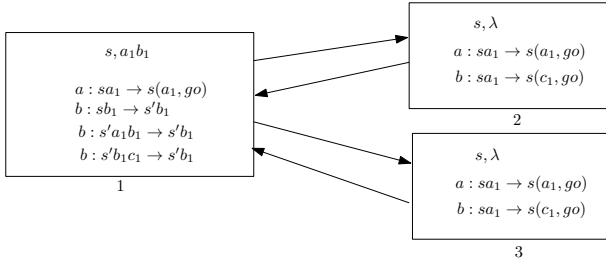 s, a₁b₁
a : sa₁ → s(a₁, go)
b : sb₁ → s′b₁
b : s′a₁b₁ → s′b₁
b : s′b₁c₁ → s′b₁
1
s, λ
a : sa₁ → s(a₁, go)
b : sa₁ → s(c₁, go)
2
s, λ
a : sa₁ → s(a₁, go)
b : sa₁ → s(c₁, go)
3